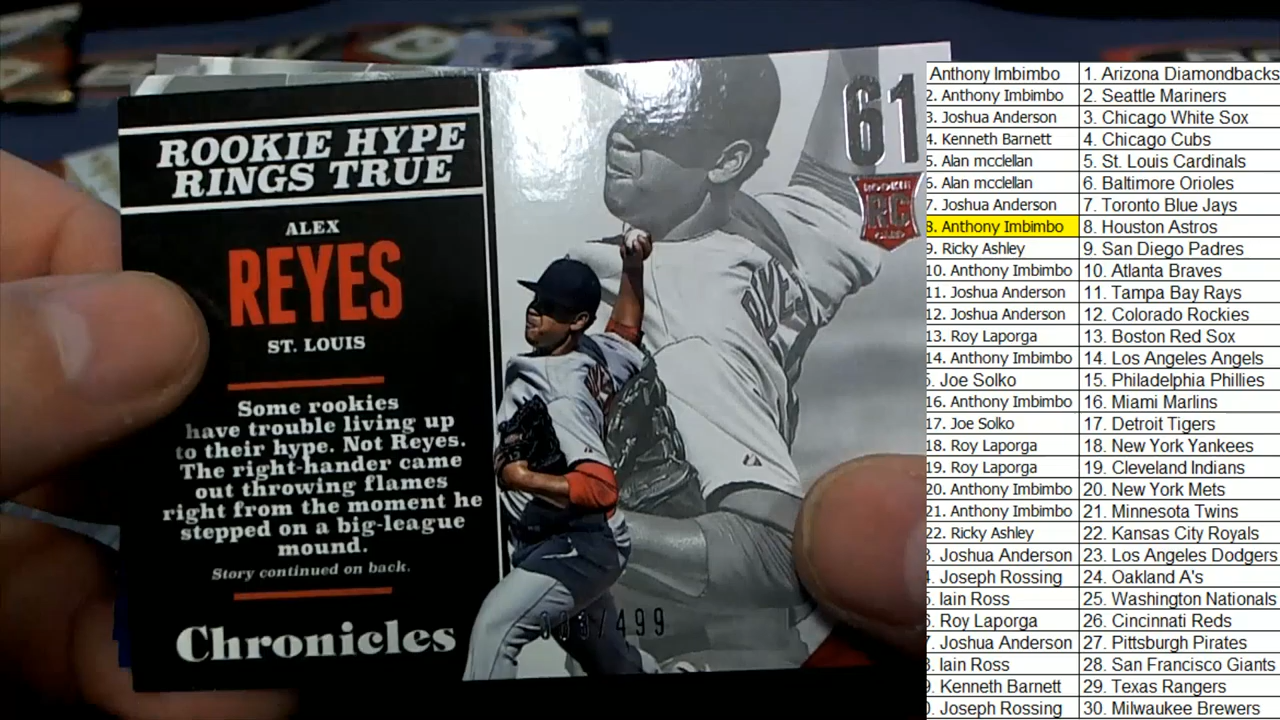 ROOKIE HYPE
RINGS TRUE
ALEX
REYES
ST. LOUIS
Some rookies
have trouble living up
to their hype. Not Reyes.
The right-hander came
out throwing flames
right from the moment he
stepped on a big-league
mound.
Story continued on back.
Chronicles
61
ROOKIE
RC
CARD
/499
Anthony Imbimbo 1. Arizona Diamondbacks
2. Anthony Imbimbo 2. Seattle Mariners
3. Joshua Anderson 3. Chicago White Sox
4. Kenneth Barnett 4. Chicago Cubs
5. Alan mcclellan 5. St. Louis Cardinals
6. Alan mcclellan 6. Baltimore Orioles
7. Joshua Anderson 7. Toronto Blue Jays
8. Anthony Imbimbo 8. Houston Astros
9. Ricky Ashley 9. San Diego Padres
10. Anthony Imbimbo 10. Atlanta Braves
11. Joshua Anderson 11. Tampa Bay Rays
12. Joshua Anderson 12. Colorado Rockies
13. Roy Laporga 13. Boston Red Sox
14. Anthony Imbimbo 14. Los Angeles Angels
5. Joe Solko 15. Philadelphia Phillies
16. Anthony Imbimbo 16. Miami Marlins
17. Joe Solko 17. Detroit Tigers
18. Roy Laporga 18. New York Yankees
19. Roy Laporga 19. Cleveland Indians
20. Anthony Imbimbo 20. New York Mets
21. Anthony Imbimbo 21. Minnesota Twins
22. Ricky Ashley 22. Kansas City Royals
3. Joshua Anderson 23. Los Angeles Dodgers
4. Joseph Rossing 24. Oakland A's
5. Iain Ross 25. Washington Nationals
6. Roy Laporga 26. Cincinnati Reds
7. Joshua Anderson 27. Pittsburgh Pirates
8. Iain Ross 28. San Francisco Giants
9. Kenneth Barnett 29. Texas Rangers
0. Joseph Rossing 30. Milwaukee Brewers